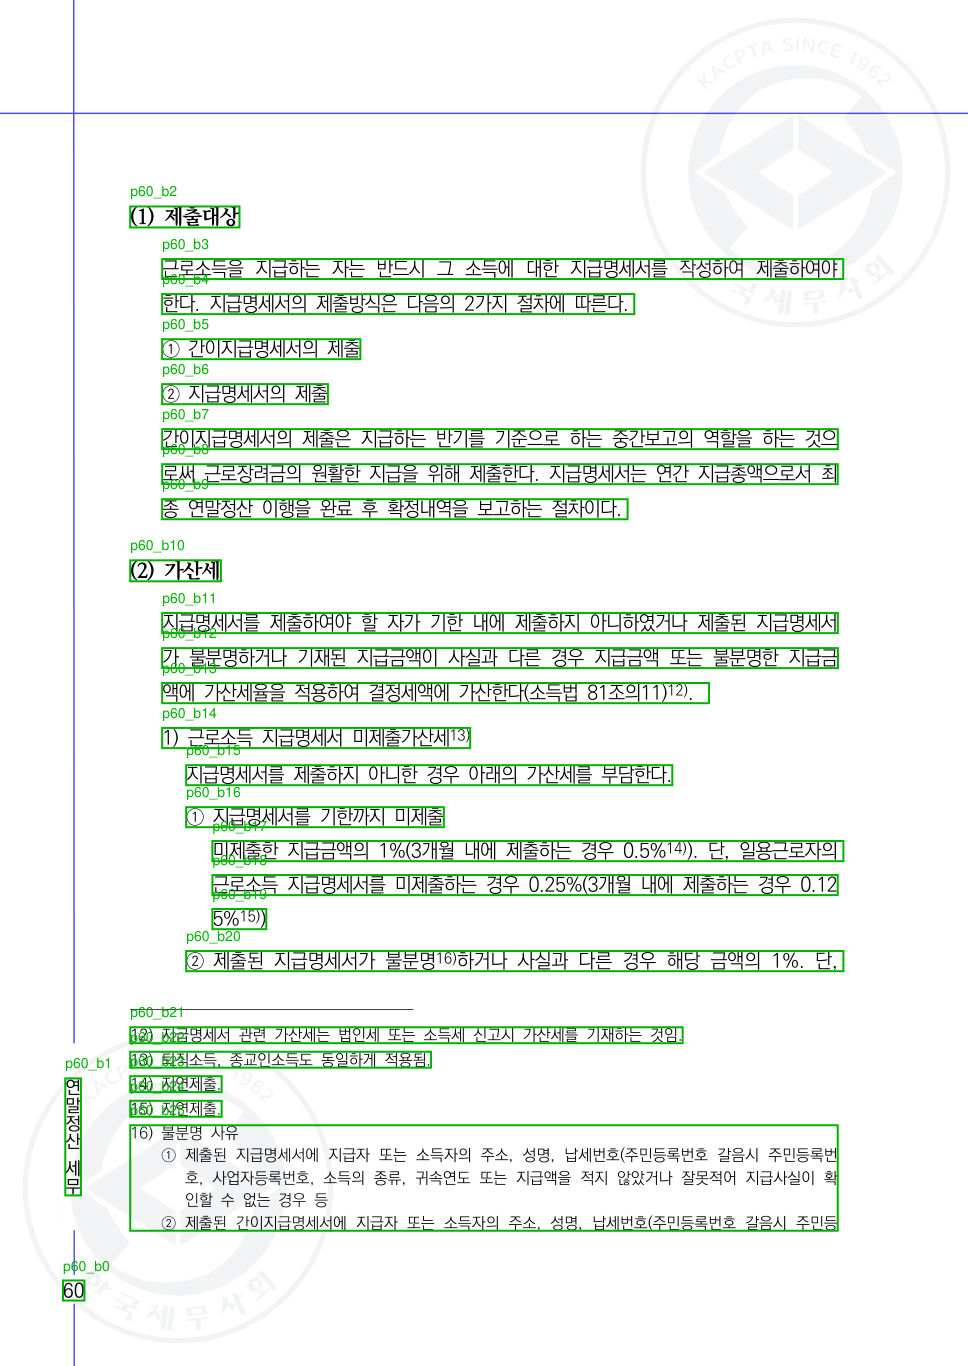 KACPTA SINCE 1962
한국세무사회
p60_b2
(1) 제출대상
p60_b3
근로소득을 지급하는 자는 반드시 그 소득에 대한 지급명세서를 작성하여 제출하여야
p60_b4
한다. 지급명세서의 제출방식은 다음의 2가지 절차에 따른다.
p60_b5
① 간이지급명세서의 제출
p60_b6
② 지급명세서의 제출
p60_b7
간이지급명세서의 제출은 지급하는 반기를 기준으로 하는 중간보고의 역할을 하는 것으
p60_b8
로써 근로장려금의 원활한 지급을 위해 제출한다. 지급명세서는 연간 지급총액으로서 최
p60_b9
종 연말정산 이행을 완료 후 확정내역을 보고하는 절차이다.
p60_b10
(2) 가산세
p60_b11
지급명세서를 제출하여야 할 자가 기한 내에 제출하지 아니하였거나 제출된 지급명세서
p60_b12
가 불분명하거나 기재된 지급금액이 사실과 다른 경우 지급금액 또는 불분명한 지급금
p60_b13
액에 가산세율을 적용하여 결정세액에 가산한다(소득법 81조의11)12).
p60_b14
1) 근로소득 지급명세서 미제출가산세13)
p60_b15
지급명세서를 제출하지 아니한 경우 아래의 가산세를 부담한다.
p60_b16
① 지급명세서를 기한까지 미제출
p60_b17
미제출한 지급금액의 1%(3개월 내에 제출하는 경우 0.5%14)). 단, 일용근로자의
p60_b18
근로소득 지급명세서를 미제출하는 경우 0.25%(3개월 내에 제출하는 경우 0.12
p60_b19
5%15))
p60_b20
② 제출된 지급명세서가 불분명16)하거나 사실과 다른 경우 해당 금액의 1%. 단,
p60_b21
12) 지급명세서 관련 가산세는 법인세 또는 소득세 신고시 가산세를 기재하는 것임.
p60_b22
13) 퇴직소득, 종교인소득도 동일하게 적용됨.
p60_b23
14) 지연제출.
p60_b24
15) 지연제출.
p60_b25
16) 불분명 사유
① 제출된 지급명세서에 지급자 또는 소득자의 주소, 성명, 납세번호(주민등록번호 갈음시 주민등록번
호, 사업자등록번호, 소득의 종류, 귀속연도 또는 지급액을 적지 않았거나 잘못적어 지급사실이 확
인할 수 없는 경우 등
② 제출된 간이지급명세서에 지급자 또는 소득자의 주소, 성명, 납세번호(주민등록번호 갈음시 주민등
p60_b1
연말정산 세무
p60_b0
60
KACPTA SINCE 1962
한국세무사회